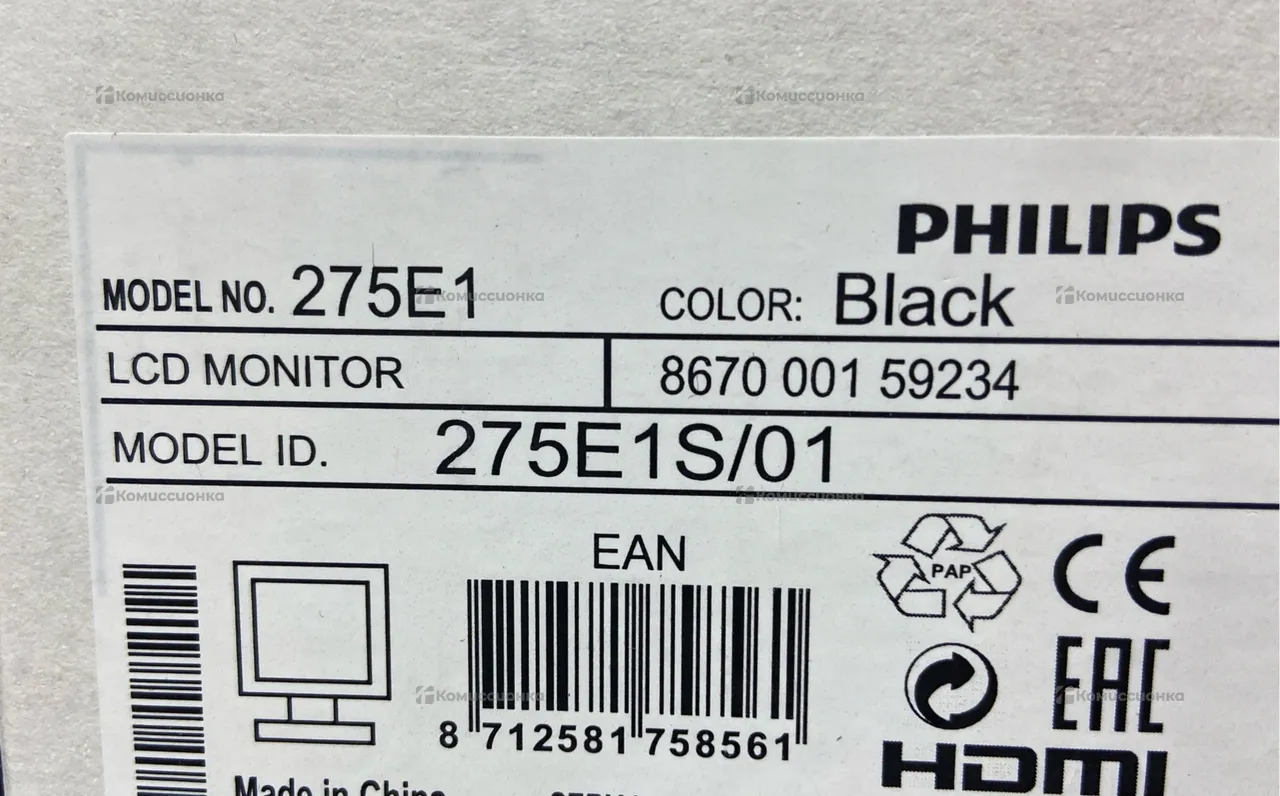 Комиссионка Комиссионка
PHILIPS
MODEL NO. 275E1 COLOR: Black
Комиссионка Комиссионка
LCD MONITOR 8670 001 59234
MODEL ID. 275E1S/01
Комиссионка Комиссионка
EAN
PAP
CE
EAC
Комиссионка Комиссионка
8 712581 758561
HDMI
Made in China